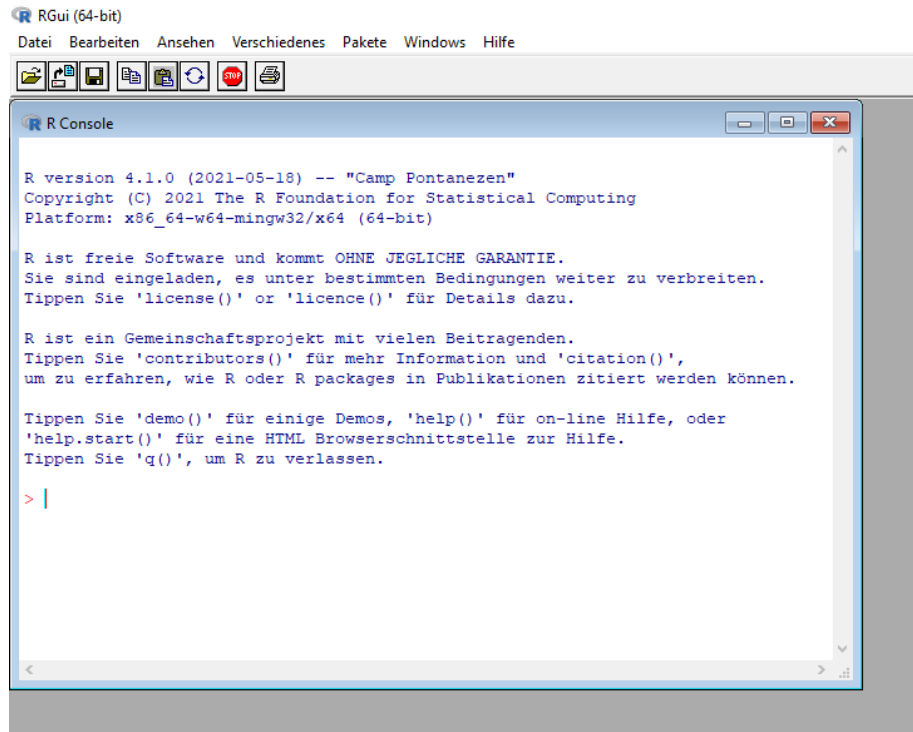 RGui (64-bit)
Datei Bearbeiten Ansehen Verschiedenes Pakete Windows Hilfe
STOP
R Console
R version 4.1.0 (2021-05-18) -- "Camp Pontanezen"
Copyright (C) 2021 The R Foundation for Statistical Computing
Platform: x86_64-w64-mingw32/x64 (64-bit)
R ist freie Software und kommt OHNE JEGLICHE GARANTIE.
Sie sind eingeladen, es unter bestimmten Bedingungen weiter zu verbreiten.
Tippen Sie 'license()' or 'licence()' für Details dazu.
R ist ein Gemeinschaftsprojekt mit vielen Beitragenden.
Tippen Sie 'contributors()' für mehr Information und 'citation()',
um zu erfahren, wie R oder R packages in Publikationen zitiert werden können.
Tippen Sie 'demo()' für einige Demos, 'help()' für on-line Hilfe, oder
'help.start()' für eine HTML Browserschnittstelle zur Hilfe.
Tippen Sie 'q()', um R zu verlassen.
>